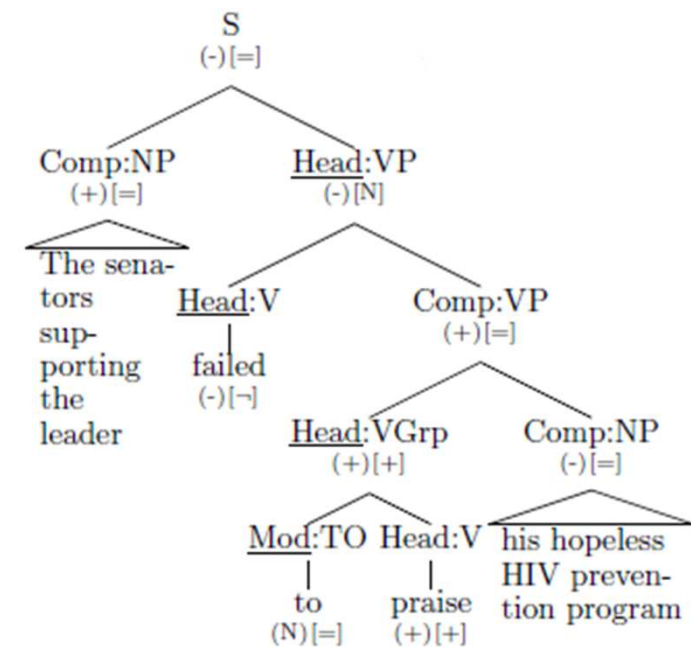 S
(-)[=]
Comp:NP
(+)[=]
Head:VP
(-)[N]
The sena-
tors
sup-
porting
the
leader
Head:V
failed
(-)[¬]
Comp:VP
(+)[=]
Head:VGrp
(+)[+]
Comp:NP
(-)[=]
Mod:TO
to
(N)[=]
Head:V
praise
(+)[+]
his hopeless
HIV preven-
tion program